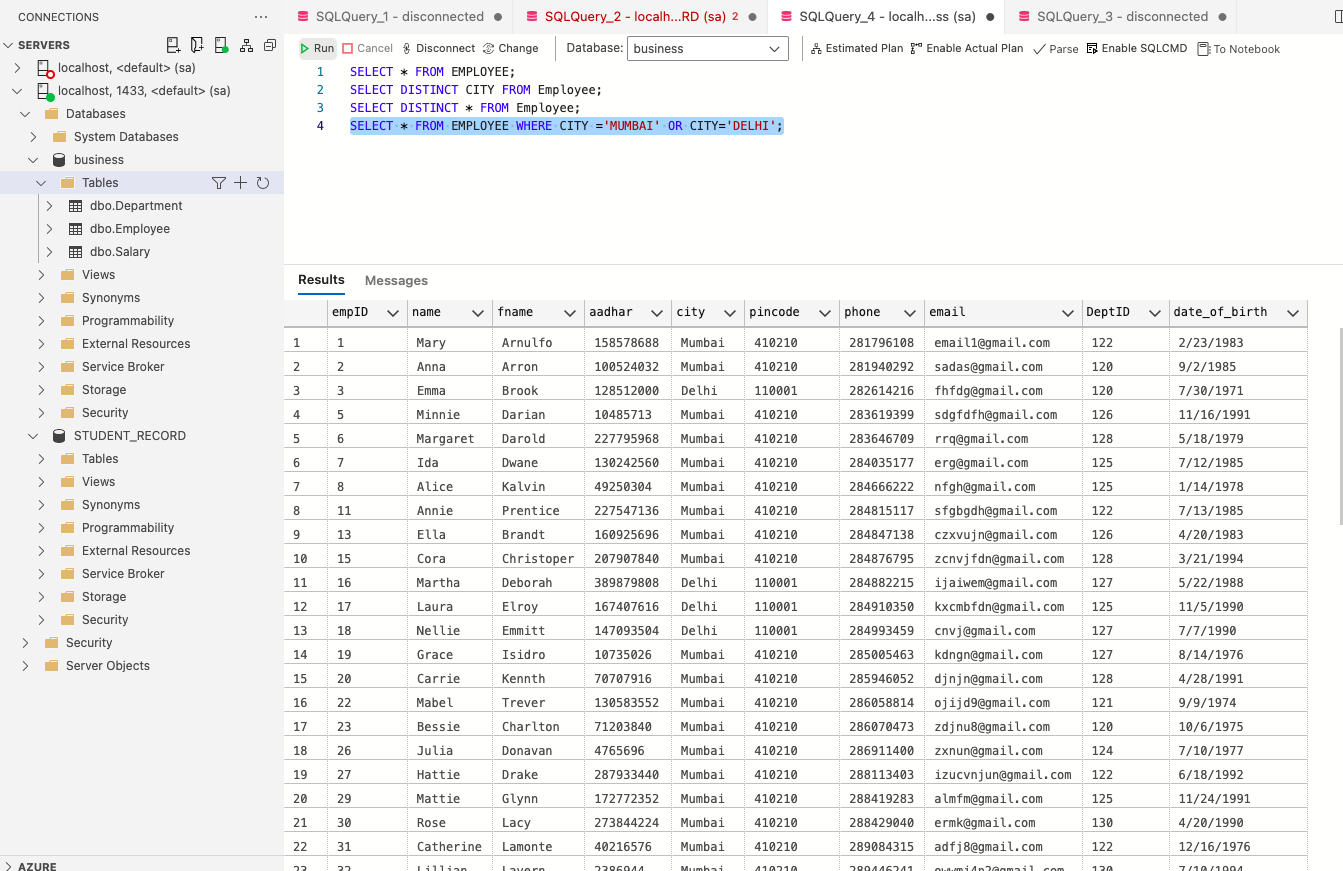 CONNECTIONS ···
SQLQuery_1 - disconnected
SQLQuery_2 - localh...RD (sa) 2
SQLQuery_4 - localh...ss (sa)
SQLQuery_3 - disconnected
SERVERS
localhost, <default> (sa)
localhost, 1433, <default> (sa)
Databases
System Databases
business
Tables
dbo.Department
dbo.Employee
dbo.Salary
Views
Synonyms
Programmability
External Resources
Service Broker
Storage
Security
STUDENT_RECORD
Tables
Views
Synonyms
Programmability
External Resources
Service Broker
Storage
Security
Security
Server Objects
AZURE
Run Cancel Disconnect Change Database: business Estimated Plan Enable Actual Plan Parse Enable SQLCMD To Notebook
1 SELECT * FROM EMPLOYEE;
2 SELECT DISTINCT CITY FROM Employee;
3 SELECT DISTINCT * FROM Employee;
4 SELECT * FROM EMPLOYEE WHERE CITY ='MUMBAI' OR CITY='DELHI';
Results Messages
empID name fname aadhar city pincode phone email DeptID date_of_birth
1 1 Mary Arnulfo 158578688 Mumbai 410210 281796108 email1@gmail.com 122 2/23/1983
2 2 Anna Arron 100524032 Mumbai 410210 281940292 sadas@gmail.com 120 9/2/1985
3 3 Emma Brook 128512000 Delhi 110001 282614216 fhfdg@gmail.com 120 7/30/1971
4 5 Minnie Darian 10485713 Mumbai 410210 283619399 sdgfdfh@gmail.com 126 11/16/1991
5 6 Margaret Darold 227795968 Mumbai 410210 283646709 rrq@gmail.com 128 5/18/1979
6 7 Ida Dwane 130242560 Mumbai 410210 284035177 erg@gmail.com 125 7/12/1985
7 8 Alice Kalvin 49250304 Mumbai 410210 284666222 nfgh@gmail.com 125 1/14/1978
8 11 Annie Prentice 227547136 Mumbai 410210 284815117 sfgbgdh@gmail.com 122 7/13/1985
9 13 Ella Brandt 160925696 Mumbai 410210 284847138 czxvujn@gmail.com 126 4/20/1983
10 15 Cora Christoper 207907840 Mumbai 410210 284876795 zcnvjfdn@gmail.com 128 3/21/1994
11 16 Martha Deborah 389879808 Delhi 110001 284882215 ijaiwem@gmail.com 127 5/22/1988
12 17 Laura Elroy 167407616 Delhi 110001 284910350 kxcmbfdn@gmail.com 125 11/5/1990
13 18 Nellie Emmitt 147093504 Delhi 110001 284993459 cnvj@gmail.com 127 7/7/1990
14 19 Grace Isidro 10735026 Mumbai 410210 285005463 kdngn@gmail.com 127 8/14/1976
15 20 Carrie Kennth 70707916 Mumbai 410210 285946052 djnjn@gmail.com 128 4/28/1991
16 22 Mabel Trever 130583552 Mumbai 410210 286058814 ojijd9@gmail.com 121 9/9/1974
17 23 Bessie Charlton 71203840 Mumbai 410210 286070473 zdjnu8@gmail.com 120 10/6/1975
18 26 Julia Donavan 4765696 Mumbai 410210 286911400 zxnun@gmail.com 124 7/10/1977
19 27 Hattie Drake 287933440 Mumbai 410210 288113403 izucvnjun@gmail.com 122 6/18/1992
20 29 Mattie Glynn 172772352 Mumbai 410210 288419283 almfm@gmail.com 125 11/24/1991
21 30 Rose Lacy 273844224 Mumbai 410210 288429040 ermk@gmail.com 130 4/20/1990
22 31 Catherine Lamonte 40216576 Mumbai 410210 289084315 adfj8@gmail.com 122 12/16/1976